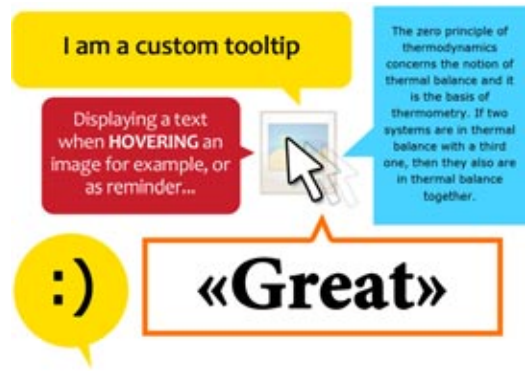 I am a custom tooltip
Displaying a text
when HOVERING an
image for example, or
as reminder...
The zero principle of
thermodynamics
concerns the notion of
thermal balance and it
is the basis of
thermometry. If two
systems are in thermal
balance with a third
one, then they also are
in thermal balance
together.
:)
«Great»